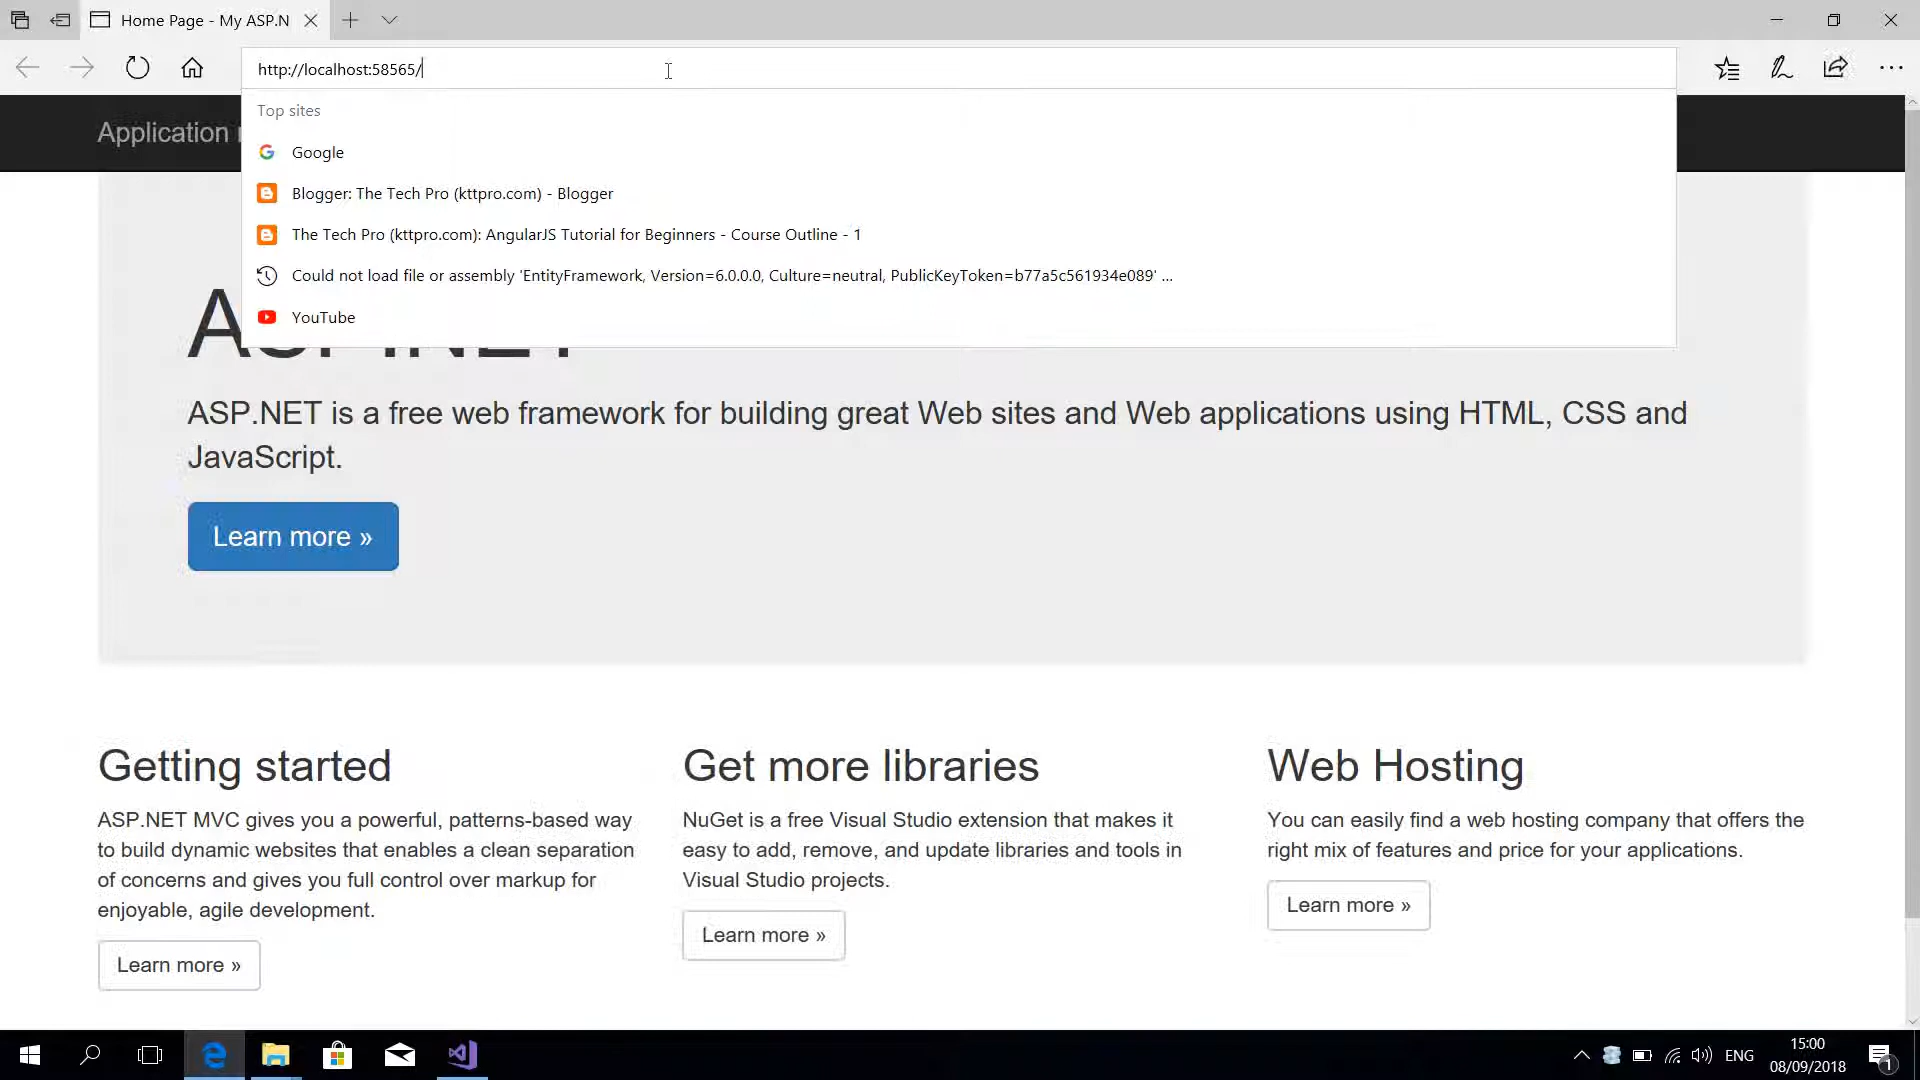 Home Page - My ASP.N
http://localhost:58565/
Top sites
Google
Blogger: The Tech Pro (kttpro.com) - Blogger
The Tech Pro (kttpro.com): AngularJS Tutorial for Beginners - Course Outline - 1
Could not load file or assembly 'EntityFramework, Version=6.0.0.0, Culture=neutral, PublicKeyToken=b77a5c561934e089' ...
YouTube
Application
ASP.NET
ASP.NET is a free web framework for building great Web sites and Web applications using HTML, CSS and
JavaScript.
Learn more »
Getting started
ASP.NET MVC gives you a powerful, patterns-based way
to build dynamic websites that enables a clean separation
of concerns and gives you full control over markup for
enjoyable, agile development.
Learn more »
Get more libraries
NuGet is a free Visual Studio extension that makes it
easy to add, remove, and update libraries and tools in
Visual Studio projects.
Learn more »
Web Hosting
You can easily find a web hosting company that offers the
right mix of features and price for your applications.
Learn more »
ENG
15:00
08/09/2018
1